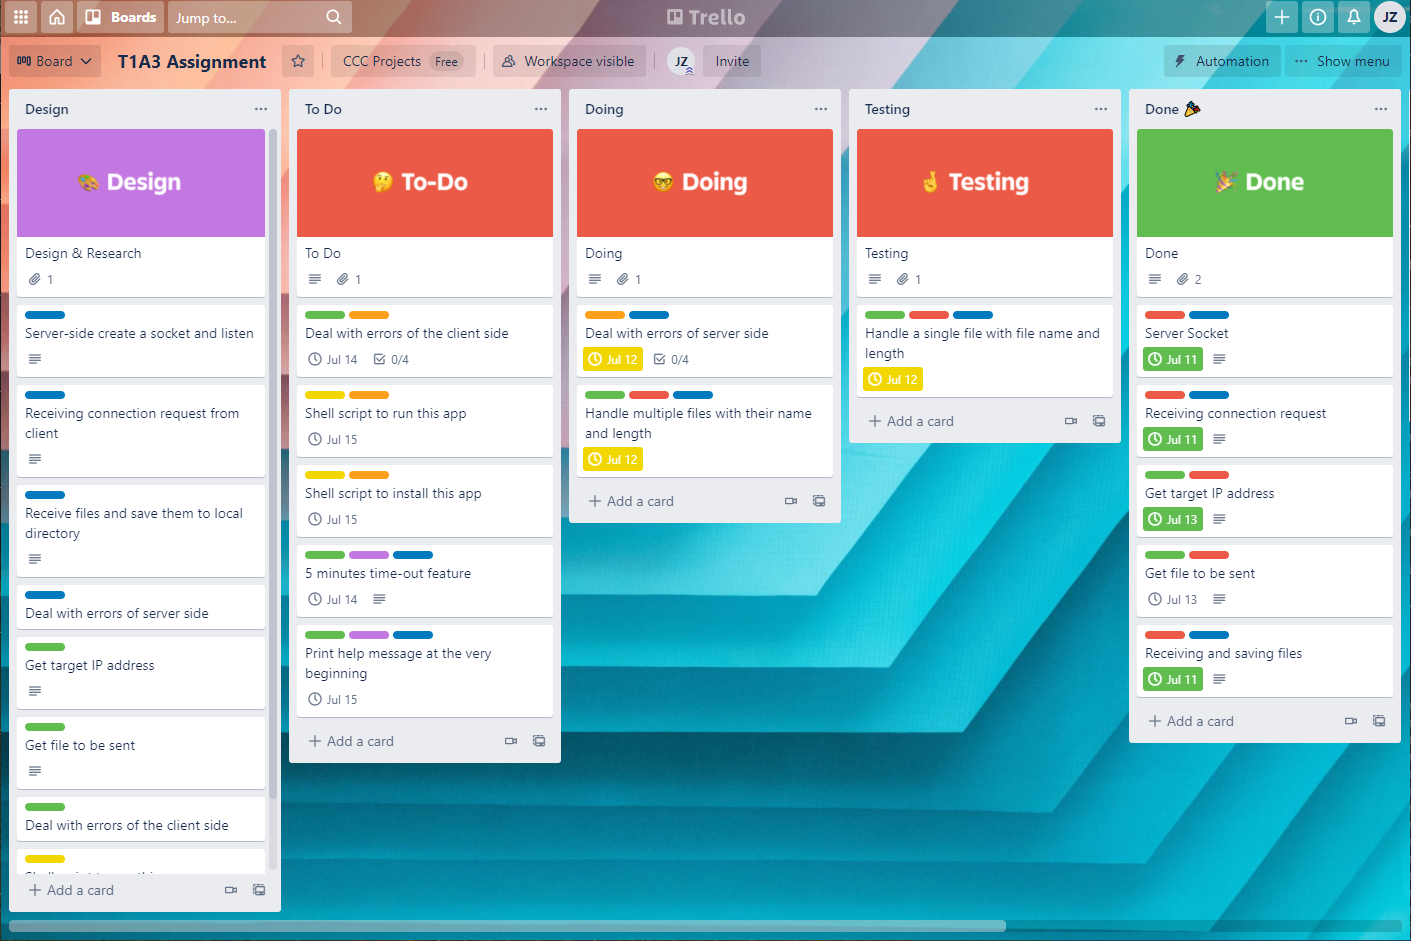 Boards
Jump to...
Trello
JZ
Board
T1A3 Assignment
CCC Projects Free
Workspace visible
JZ
Invite
Automation
Show menu
Design
Design
Design & Research
1
Server-side create a socket and listen
Receiving connection request from
client
Receive files and save them to local
directory
Deal with errors of server side
Get target IP address
Get file to be sent
Deal with errors of the client side
Add a card
To Do
To-Do
To Do
1
Deal with errors of the client side
Jul 14 0/4
Shell script to run this app
Jul 15
Shell script to install this app
Jul 15
5 minutes time-out feature
Jul 14
Print help message at the very
beginning
Jul 15
Add a card
Doing
Doing
Doing
1
Deal with errors of server side
Jul 12 0/4
Handle multiple files with their name
and length
Jul 12
Add a card
Testing
Testing
Testing
1
Handle a single file with file name and
length
Jul 12
Add a card
Done
Done
Done
2
Server Socket
Jul 11
Receiving connection request
Jul 11
Get target IP address
Jul 13
Get file to be sent
Jul 13
Receiving and saving files
Jul 11
Add a card